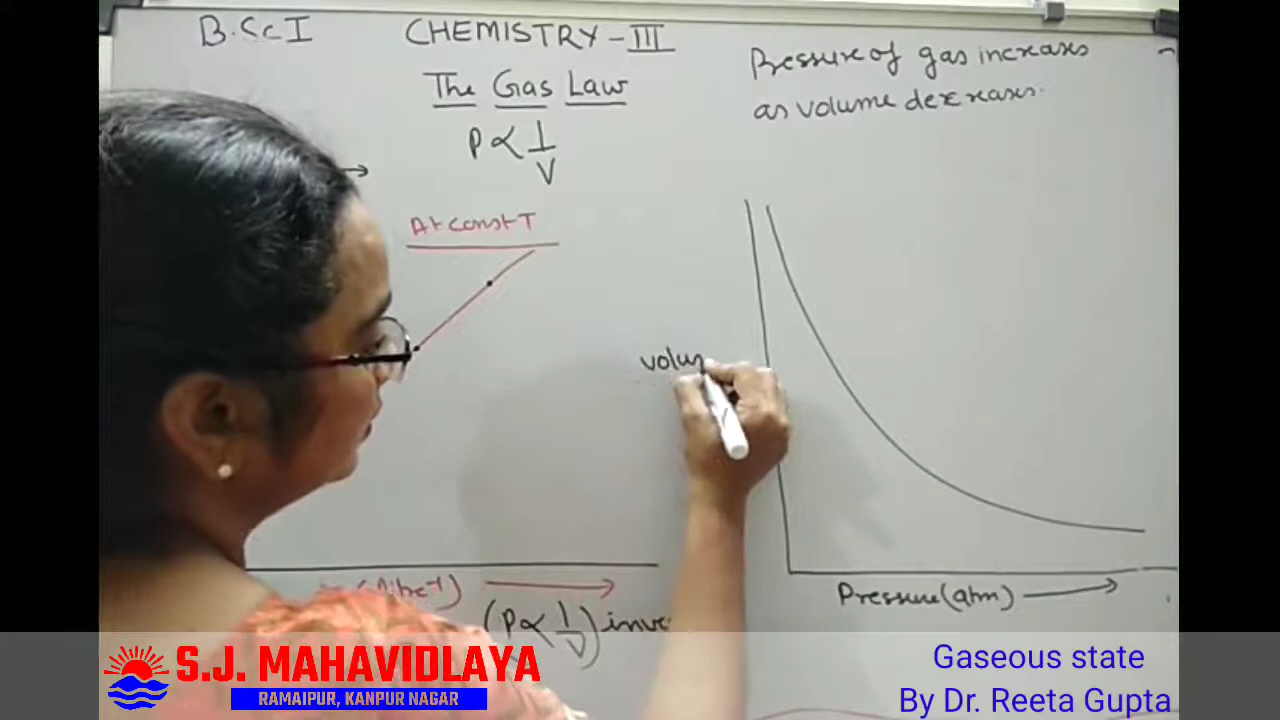 B.Sc I
CHEMISTRY-III
The Gas Law
P ∝ 1/V
At const T
(P ∝ 1/V) inve
Pressure of gas increases
as volume decreases.
volu
Pressure (atm)
S.J. MAHAVIDLAYA
RAMAIPUR, KANPUR NAGAR
Gaseous state
By Dr. Reeta Gupta